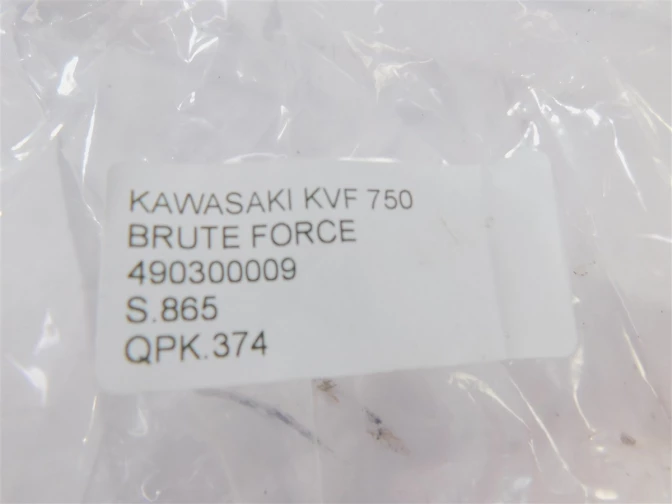 KAWASAKI KVF 750
BRUTE FORCE
490300009
S.865
QPK.374